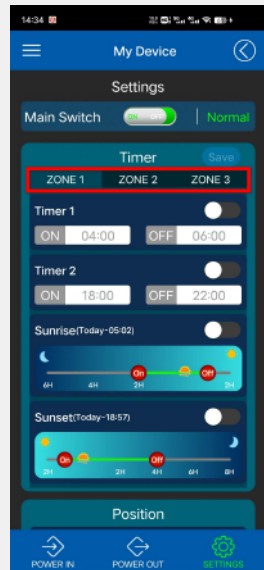 14:34
My Device
Settings
Main Switch ON OFF Normal
Timer Save
ZONE 1 ZONE 2 ZONE 3
Timer 1
ON 04:00 OFF 06:00
Timer 2
ON 18:00 OFF 22:00
Sunrise(Today-05:02)
On Off
6H 4H 2H 2H
Sunset(Today-18:57)
On Off
2H 2H 4H 6H 8H
Position
POWER IN POWER OUT SETTINGS